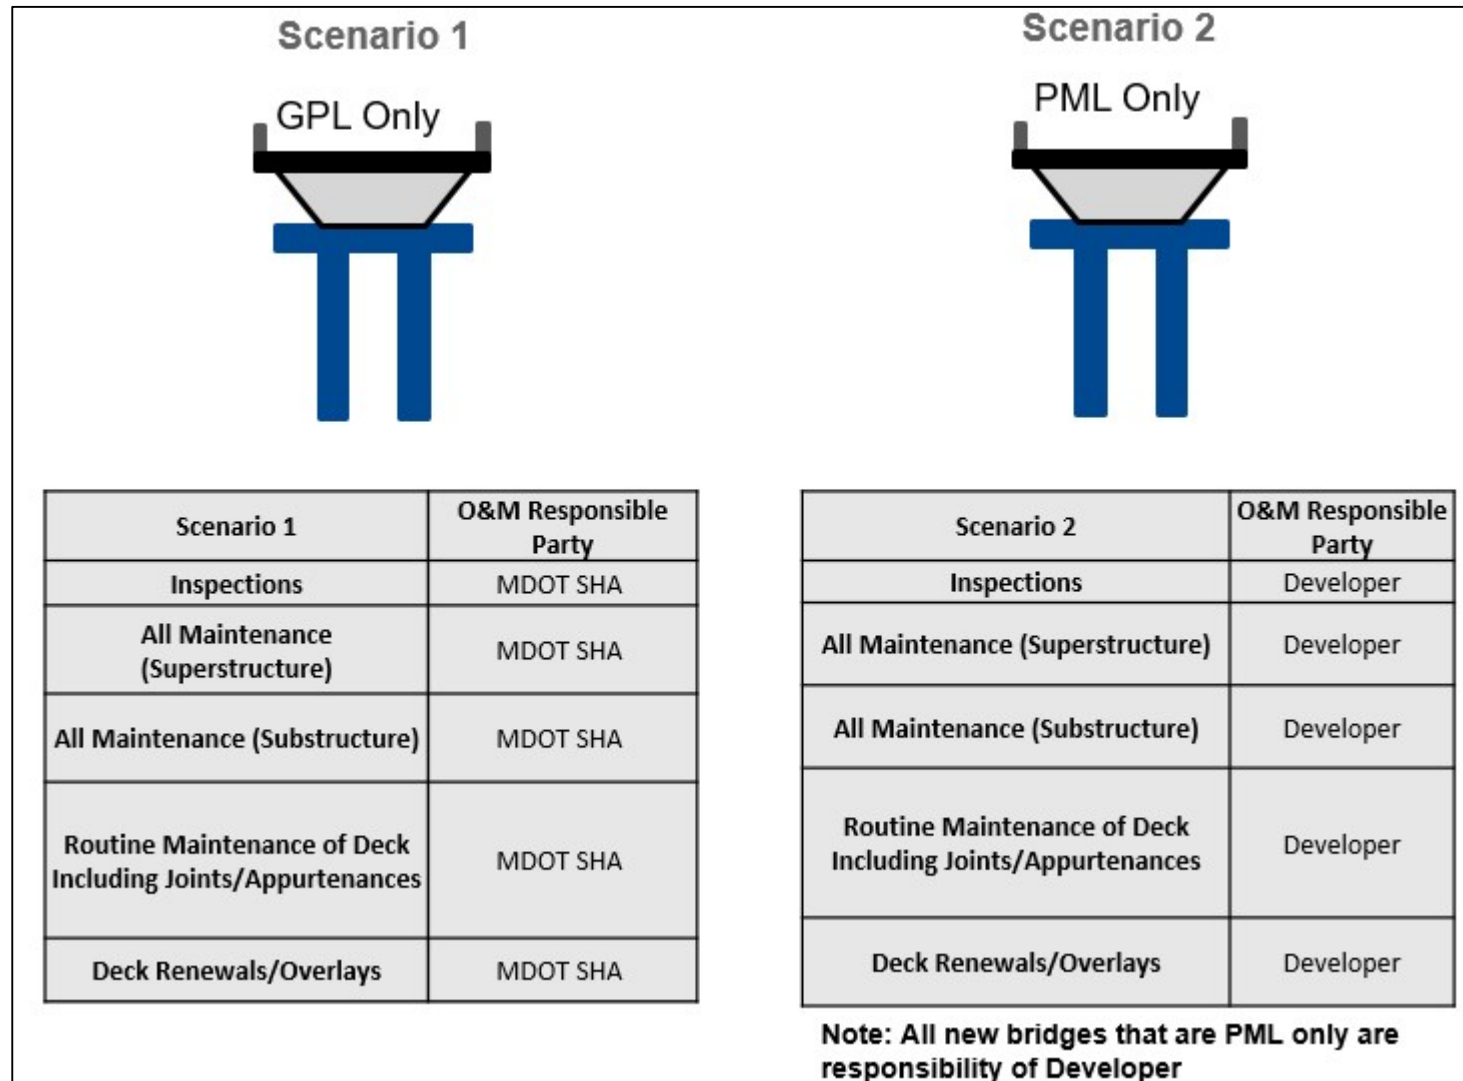 Scenario 1
GPL Only
Scenario 1
O&M Responsible
Party
Inspections
MDOT SHA
All Maintenance
(Superstructure)
MDOT SHA
All Maintenance (Substructure)
MDOT SHA
Routine Maintenance of Deck
Including Joints/Appurtenances
MDOT SHA
Deck Renewals/Overlays
MDOT SHA
Scenario 2
PML Only
Scenario 2
O&M Responsible
Party
Inspections
Developer
All Maintenance (Superstructure)
Developer
All Maintenance (Substructure)
Developer
Routine Maintenance of Deck
Including Joints/Appurtenances
Developer
Deck Renewals/Overlays
Developer
Note: All new bridges that are PML only are
responsibility of Developer